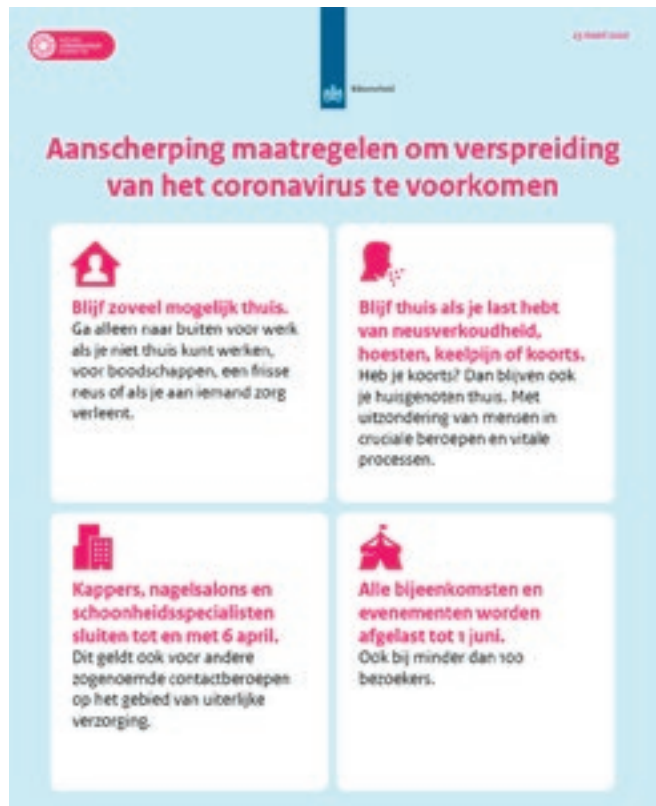 23 maart 2020
Rijksoverheid
Aanscherping maatregelen om verspreiding
van het coronavirus te voorkomen
Blijf zoveel mogelijk thuis.
Ga alleen naar buiten voor werk
als je niet thuis kunt werken,
voor boodschappen, een frisse
neus of als je aan iemand zorg
verleent.
Blijf thuis als je last hebt
van neusverkoudheid,
hoesten, keelpijn of koorts.
Heb je koorts? Dan blijven ook
je huisgenoten thuis. Met
uitzondering van mensen in
cruciale beroepen en vitale
processen.
Kappers, nagelsalons en
schoonheidsspecialisten
sluiten tot en met 6 april.
Dit geldt ook voor andere
zogenoemde contactberoepen
op het gebied van uiterlijke
verzorging.
Alle bijeenkomsten en
evenementen worden
afgelast tot 1 juni.
Ook bij minder dan 100
bezoekers.